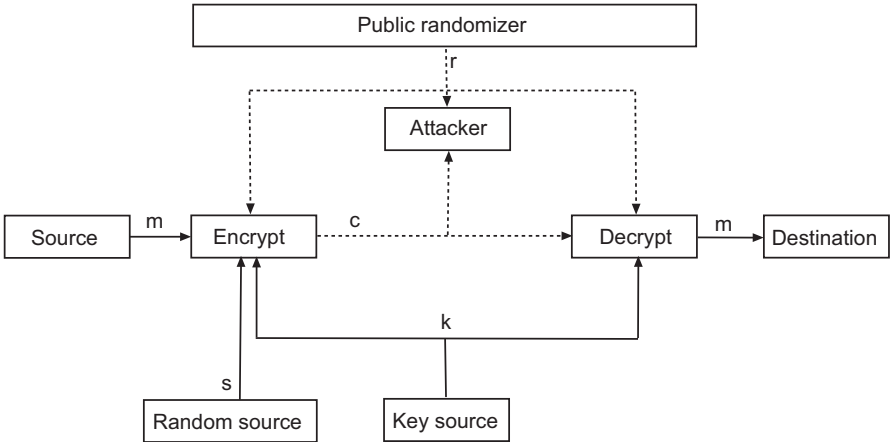 Public randomizer
r
Attacker
m
c
m
Source
Encrypt
Decrypt
Destination
k
s
Random source
Key source